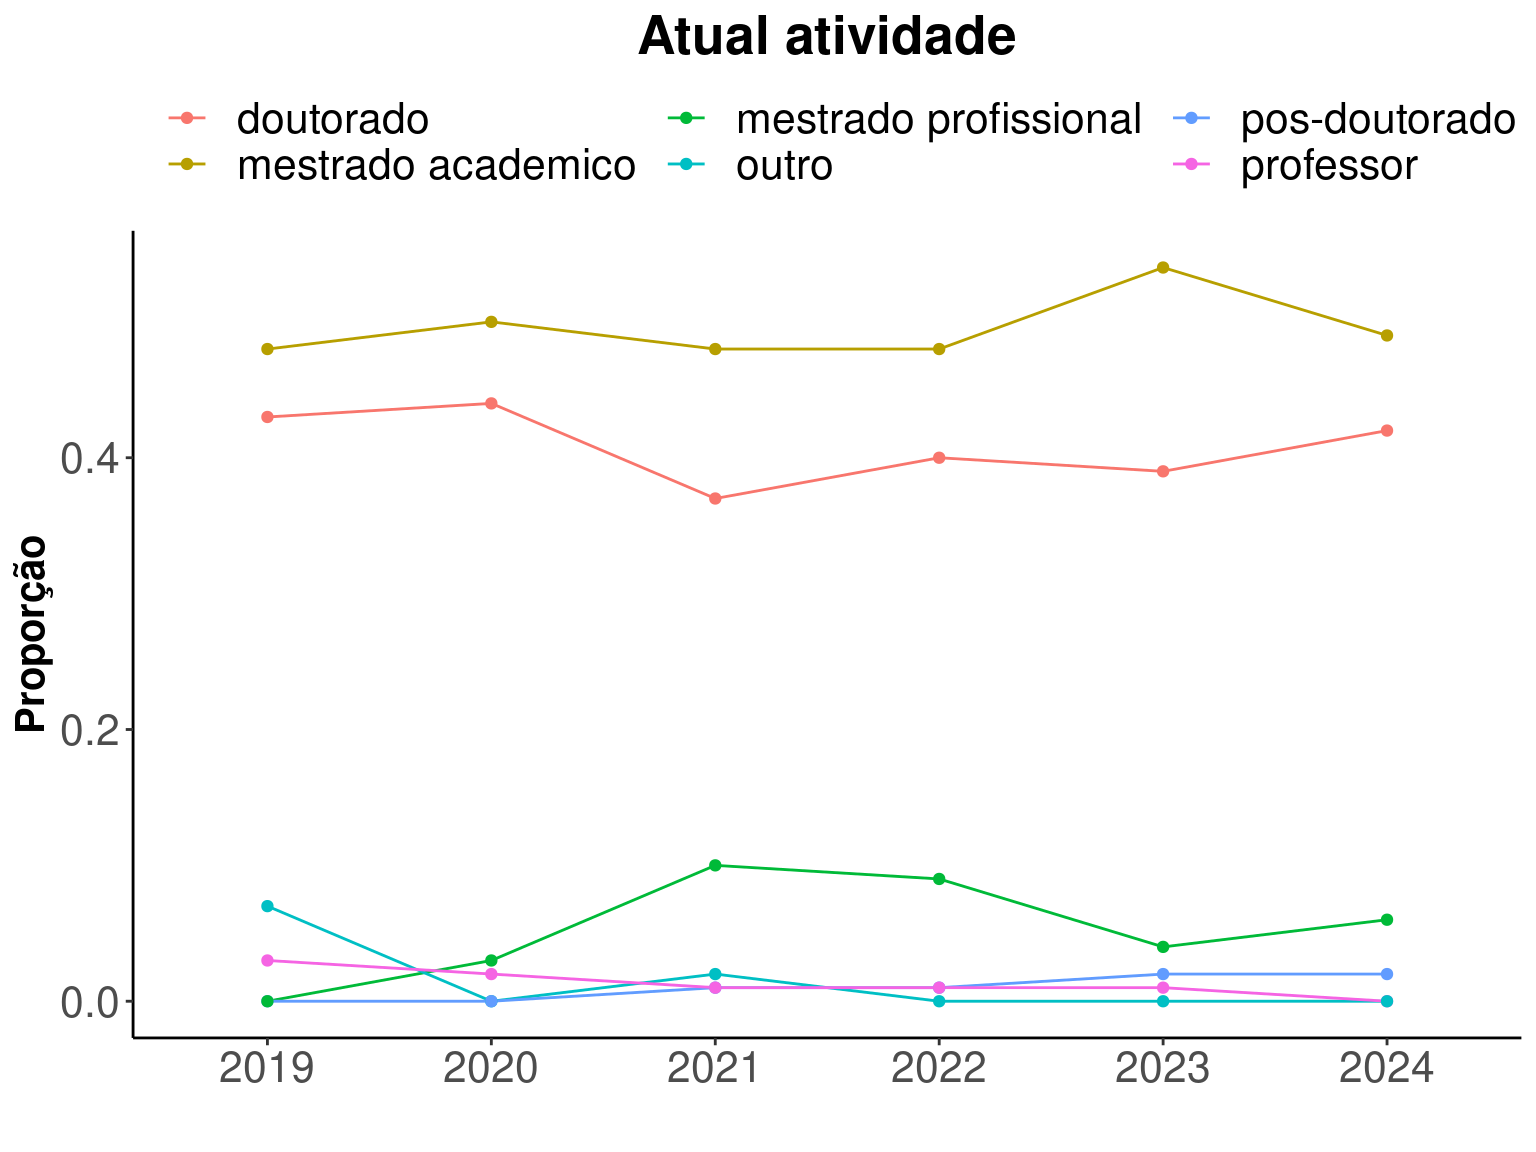 Atual atividade
doutorado
mestrado profissional
pos-doutorado
mestrado academico
outro
professor
Proporção
0.4
0.2
0.0
2019
2020
2021
2022
2023
2024